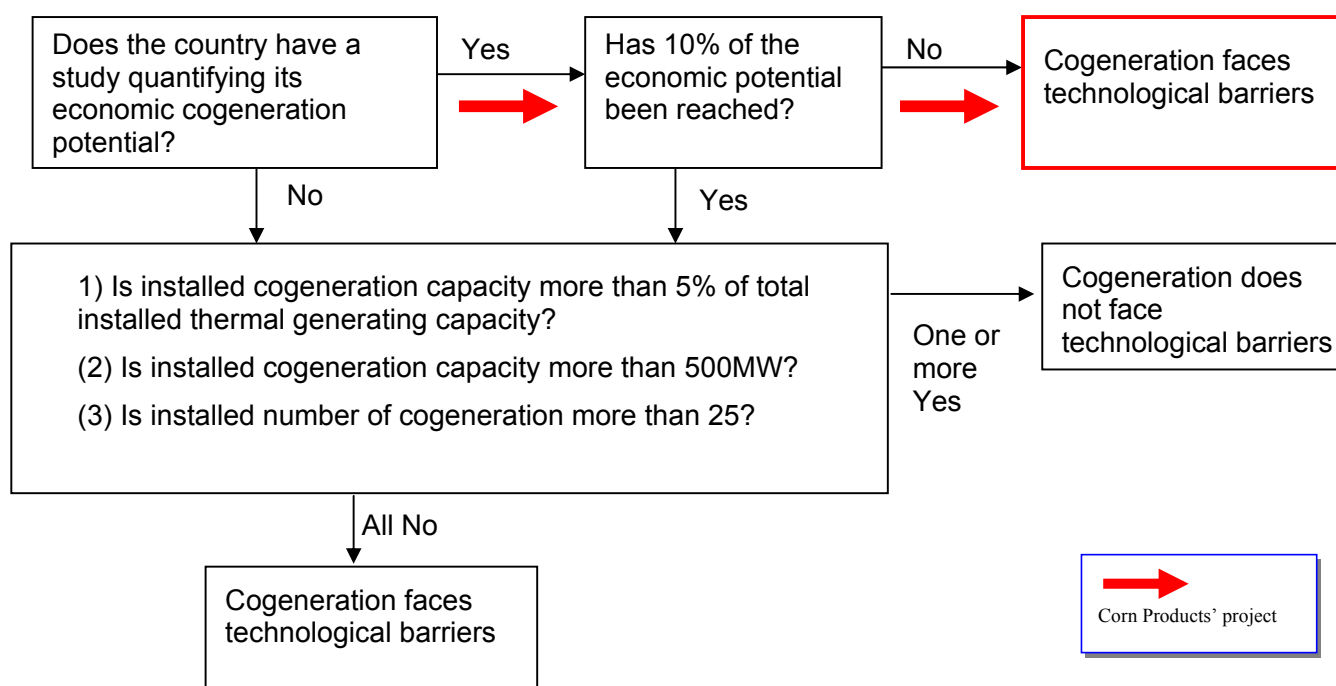 Does the country have a
study quantifying its
economic cogeneration
potential?
Yes
Has 10% of the
economic potential
been reached?
No
Cogeneration faces
technological barriers
No
Yes
1) Is installed cogeneration capacity more than 5% of total
installed thermal generating capacity?
(2) Is installed cogeneration capacity more than 500MW?
(3) Is installed number of cogeneration more than 25?
One or
more
Yes
Cogeneration does
not face
technological barriers
All No
Cogeneration faces
technological barriers
Corn Products’ project